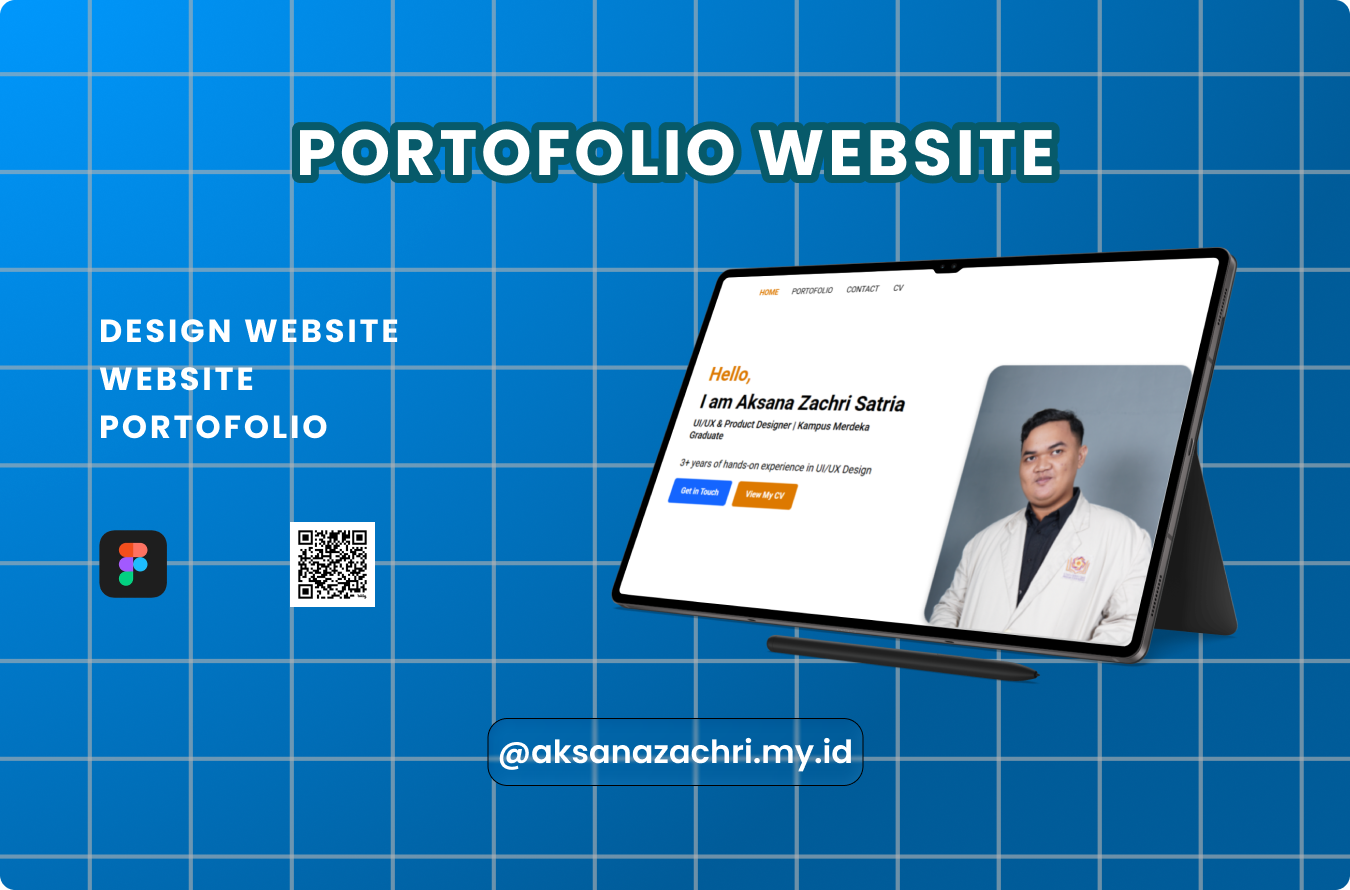 PORTOFOLIO WEBSITE
DESIGN WEBSITE
WEBSITE
PORTOFOLIO
HOME PORTOFOLIO CONTACT CV
Hello,
I am Aksana Zachri Satria
UI/UX & Product Designer | Kampus Merdeka
Graduate
3+ years of hands-on experience in UI/UX Design
Get in Touch View My CV
@aksanazachri.my.id